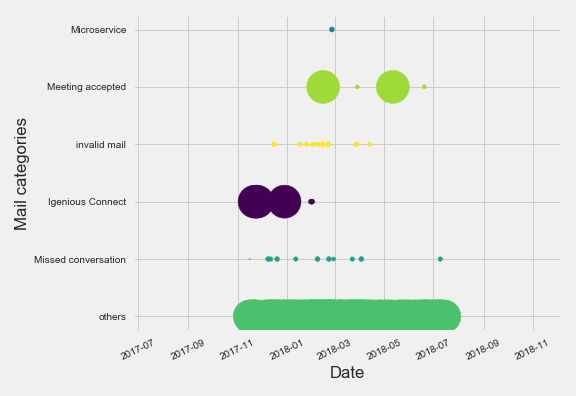 Microservice
Meeting accepted
invalid mail
Igenious Connect
Missed conversation
others
Mail categories
2017-07
2017-09
2017-11
2018-01
2018-03
2018-05
2018-07
2018-09
2018-11
Date